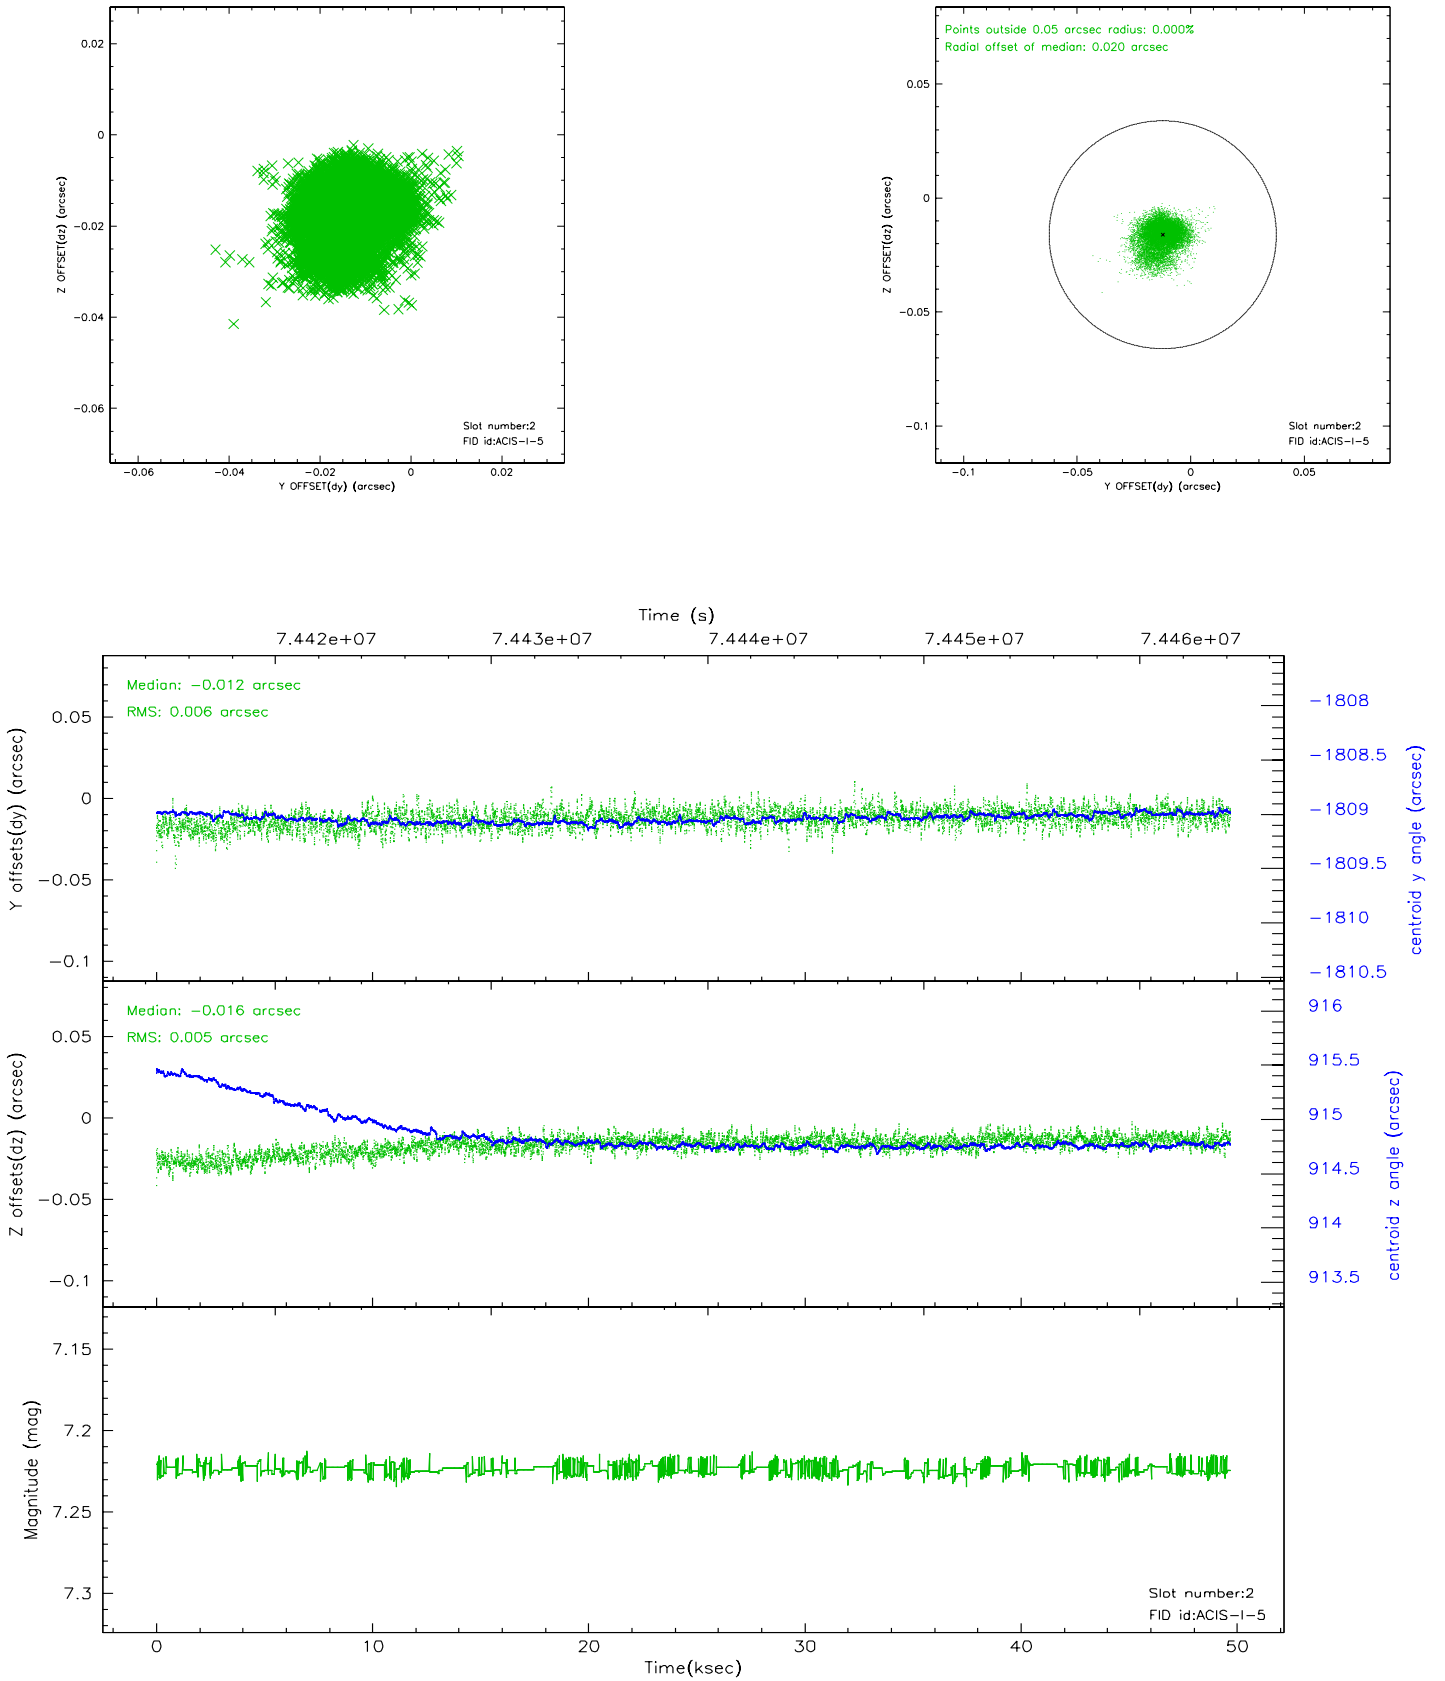 0.02
0
−0.02
−0.04
−0.06
Z OFFSET(dz) (arcsec)
Slot number:2
FID id:ACIS−I−5
−0.06 −0.04 −0.02 0 0.02
Y OFFSET(dy) (arcsec)
Points outside 0.05 arcsec radius: 0.000%
Radial offset of median: 0.020 arcsec
0.05
0
−0.05
−0.1
Z OFFSET(dz) (arcsec)
Slot number:2
FID id:ACIS−I−5
−0.1 −0.05 0 0.05
Y OFFSET(dy) (arcsec)
Time (s)
7.442e+07 7.443e+07 7.444e+07 7.445e+07 7.446e+07
Median: −0.012 arcsec
RMS: 0.006 arcsec
0.05
0
−0.05
−0.1
Y offsets(dy) (arcsec)
−1808
−1808.5
−1809
−1809.5
−1810
−1810.5
centroid y angle (arcsec)
Median: −0.016 arcsec
RMS: 0.005 arcsec
0.05
0
−0.05
−0.1
Z offsets(dz) (arcsec)
916
915.5
915
914.5
914
913.5
centroid z angle (arcsec)
7.15
7.2
7.25
7.3
Magnitude (mag)
Slot number:2
FID id:ACIS−I−5
0 10 20 30 40 50
Time(ksec)